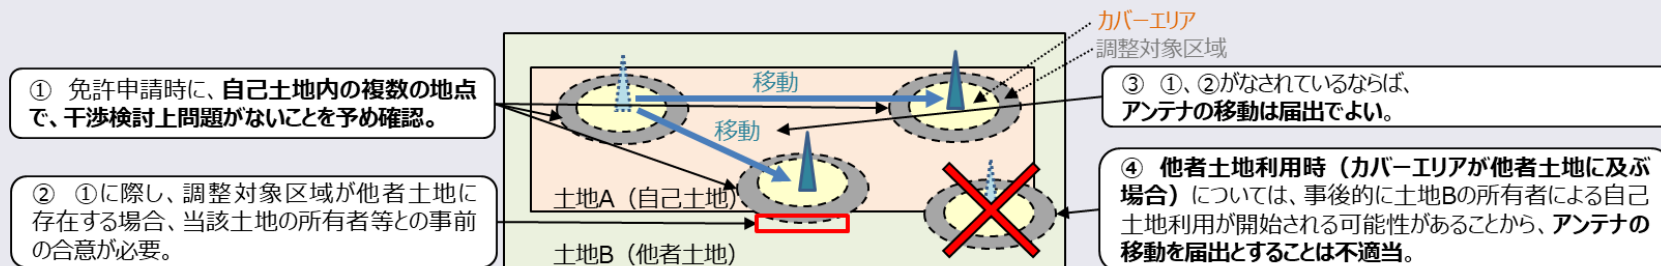 ① 免許申請時に、自己土地内の複数の地点
で、干渉検討上問題がないことを予め確認。
② ①に際し、調整対象区域が他者土地に
存在する場合、当該土地の所有者等との事前
の合意が必要。
カバーエリア
調整対象区域
移動
移動
土地A（自己土地）
土地B（他者土地）
③ ①、②がなされているならば、
アンテナの移動は届出でよい。
④ 他者土地利用時（カバーエリアが他者土地に及ぶ
場合）については、事後的に土地Bの所有者による自己
土地利用が開始される可能性があることから、アンテナの
移動を届出とすることは不適当。